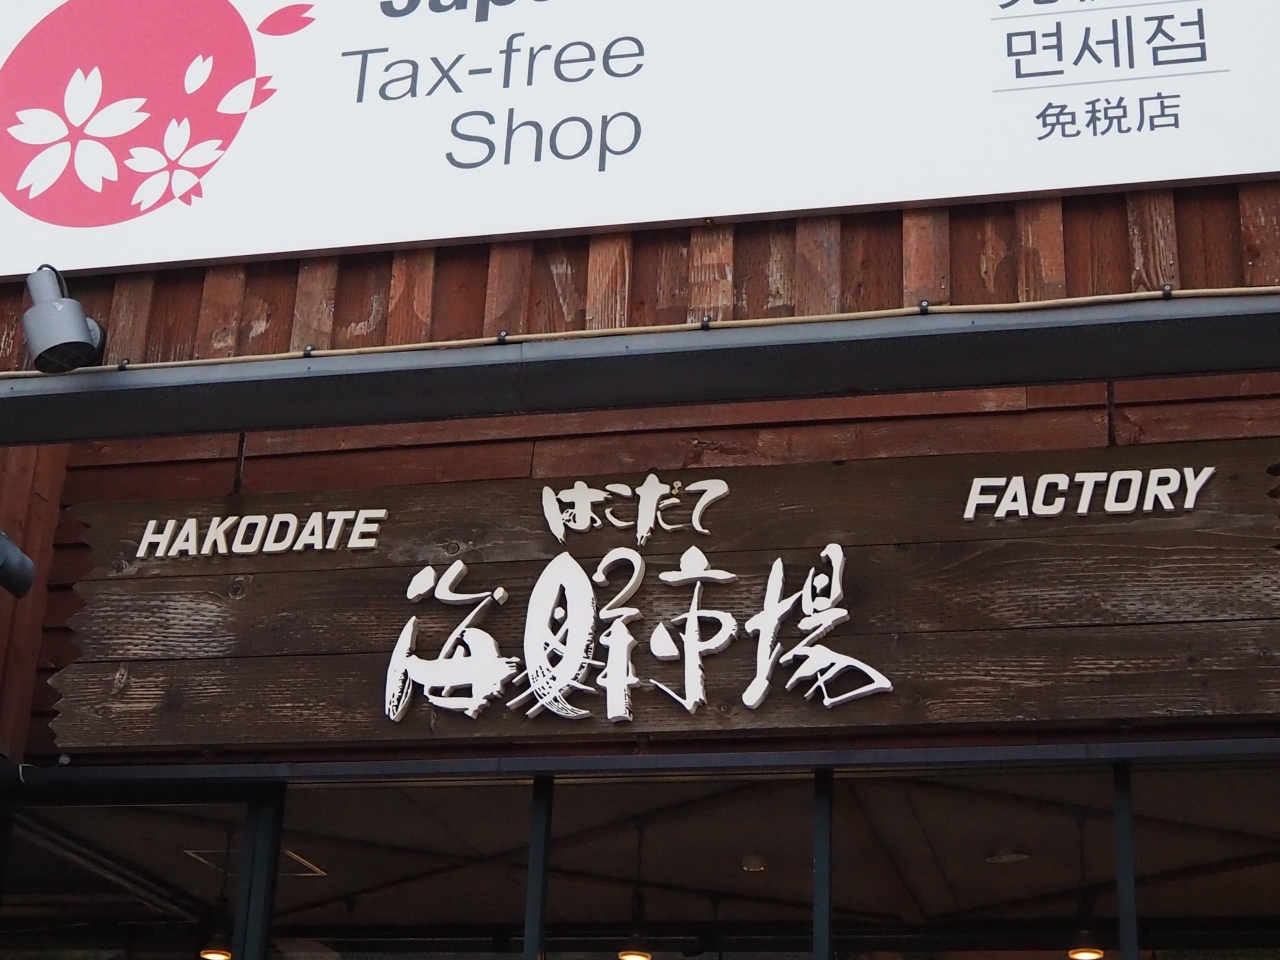 Japan
Tax-free
Shop
면세점
免税店
HAKODATE
はこだて
FACTORY
海鮮市場